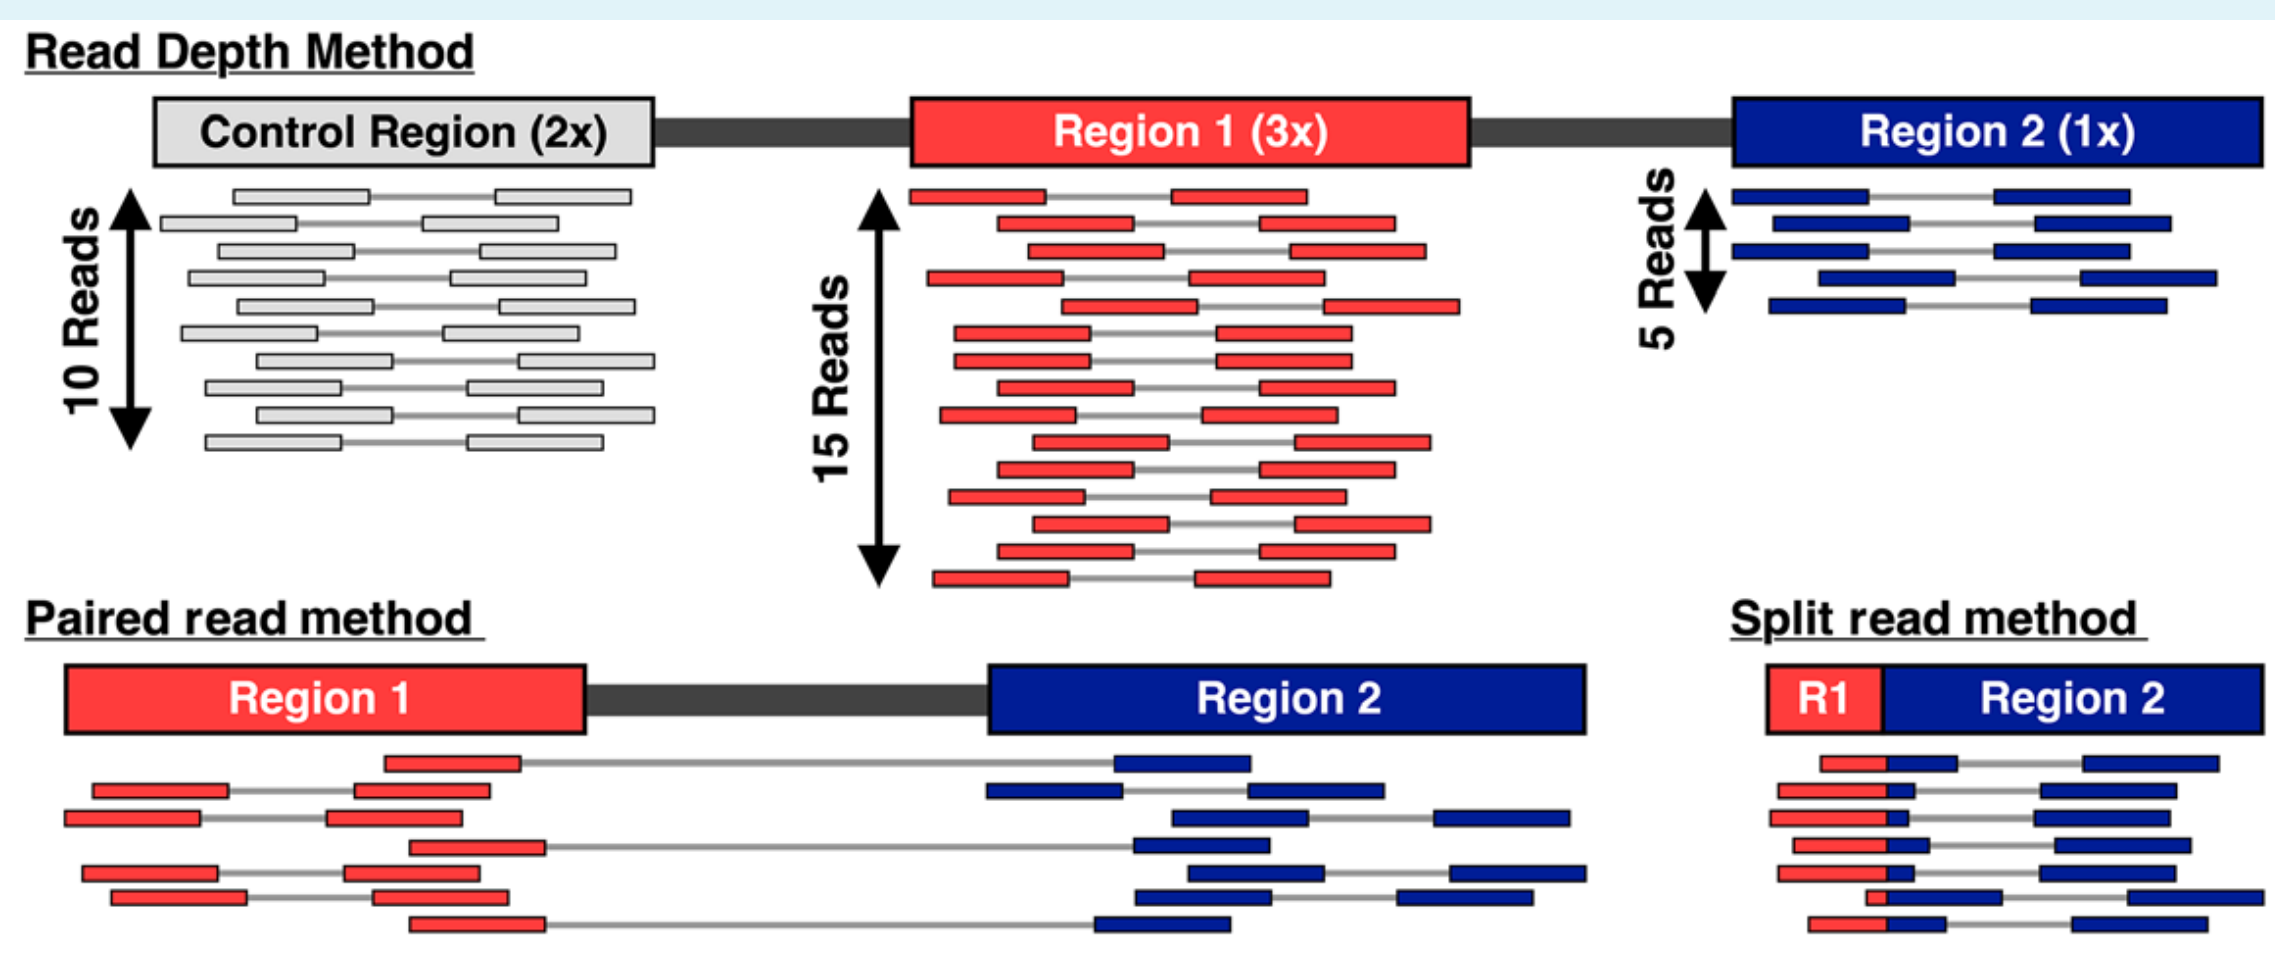 Read Depth Method
Control Region (2x)
Region 1 (3x)
Region 2 (1x)
10 Reads
15 Reads
5 Reads
Paired read method
Region 1
Region 2
Split read method
R1
Region 2